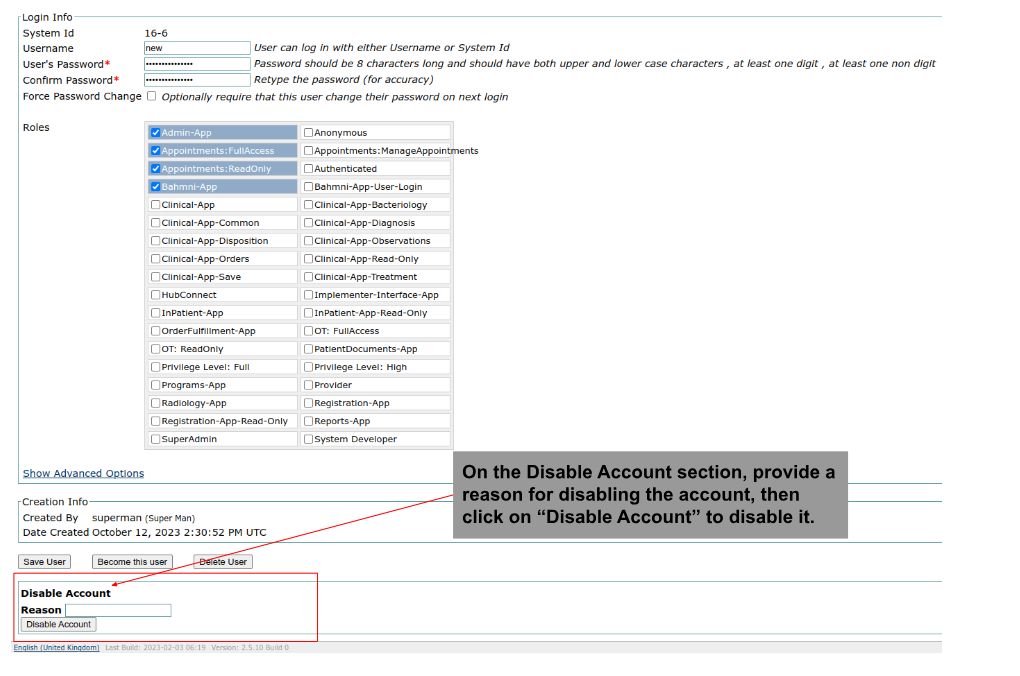 Login Info
System Id 16-6
Username new User can log in with either Username or System Id
User's Password* ••••••••••••••• Password should be 8 characters long and should have both upper and lower case characters , at least one digit , at least one non digit
Confirm Password* ••••••••••••••• Retype the password (for accuracy)
Force Password Change Optionally require that this user change their password on next login
Roles
Admin-App Anonymous
Appointments:FullAccess Appointments:ManageAppointments
Appointments:ReadOnly Authenticated
Bahmni-App Bahmni-App-User-Login
Clinical-App Clinical-App-Bacteriology
Clinical-App-Common Clinical-App-Diagnosis
Clinical-App-Disposition Clinical-App-Observations
Clinical-App-Orders Clinical-App-Read-Only
Clinical-App-Save Clinical-App-Treatment
HubConnect Implementer-Interface-App
InPatient-App InPatient-App-Read-Only
OrderFulfillment-App OT: FullAccess
OT: ReadOnly PatientDocuments-App
Privilege Level: Full Privilege Level: High
Programs-App Provider
Radiology-App Registration-App
Registration-App-Read-Only Reports-App
SuperAdmin System Developer
Show Advanced Options
On the Disable Account section, provide a
reason for disabling the account, then
click on “Disable Account” to disable it.
Creation Info
Created By superman (Super Man)
Date Created October 12, 2023 2:30:52 PM UTC
Save User Become this user Delete User
Disable Account
Reason
Disable Account
English (United Kingdom) Last Build: 2023-02-03 06:19 Version: 2.5.10 Build 0